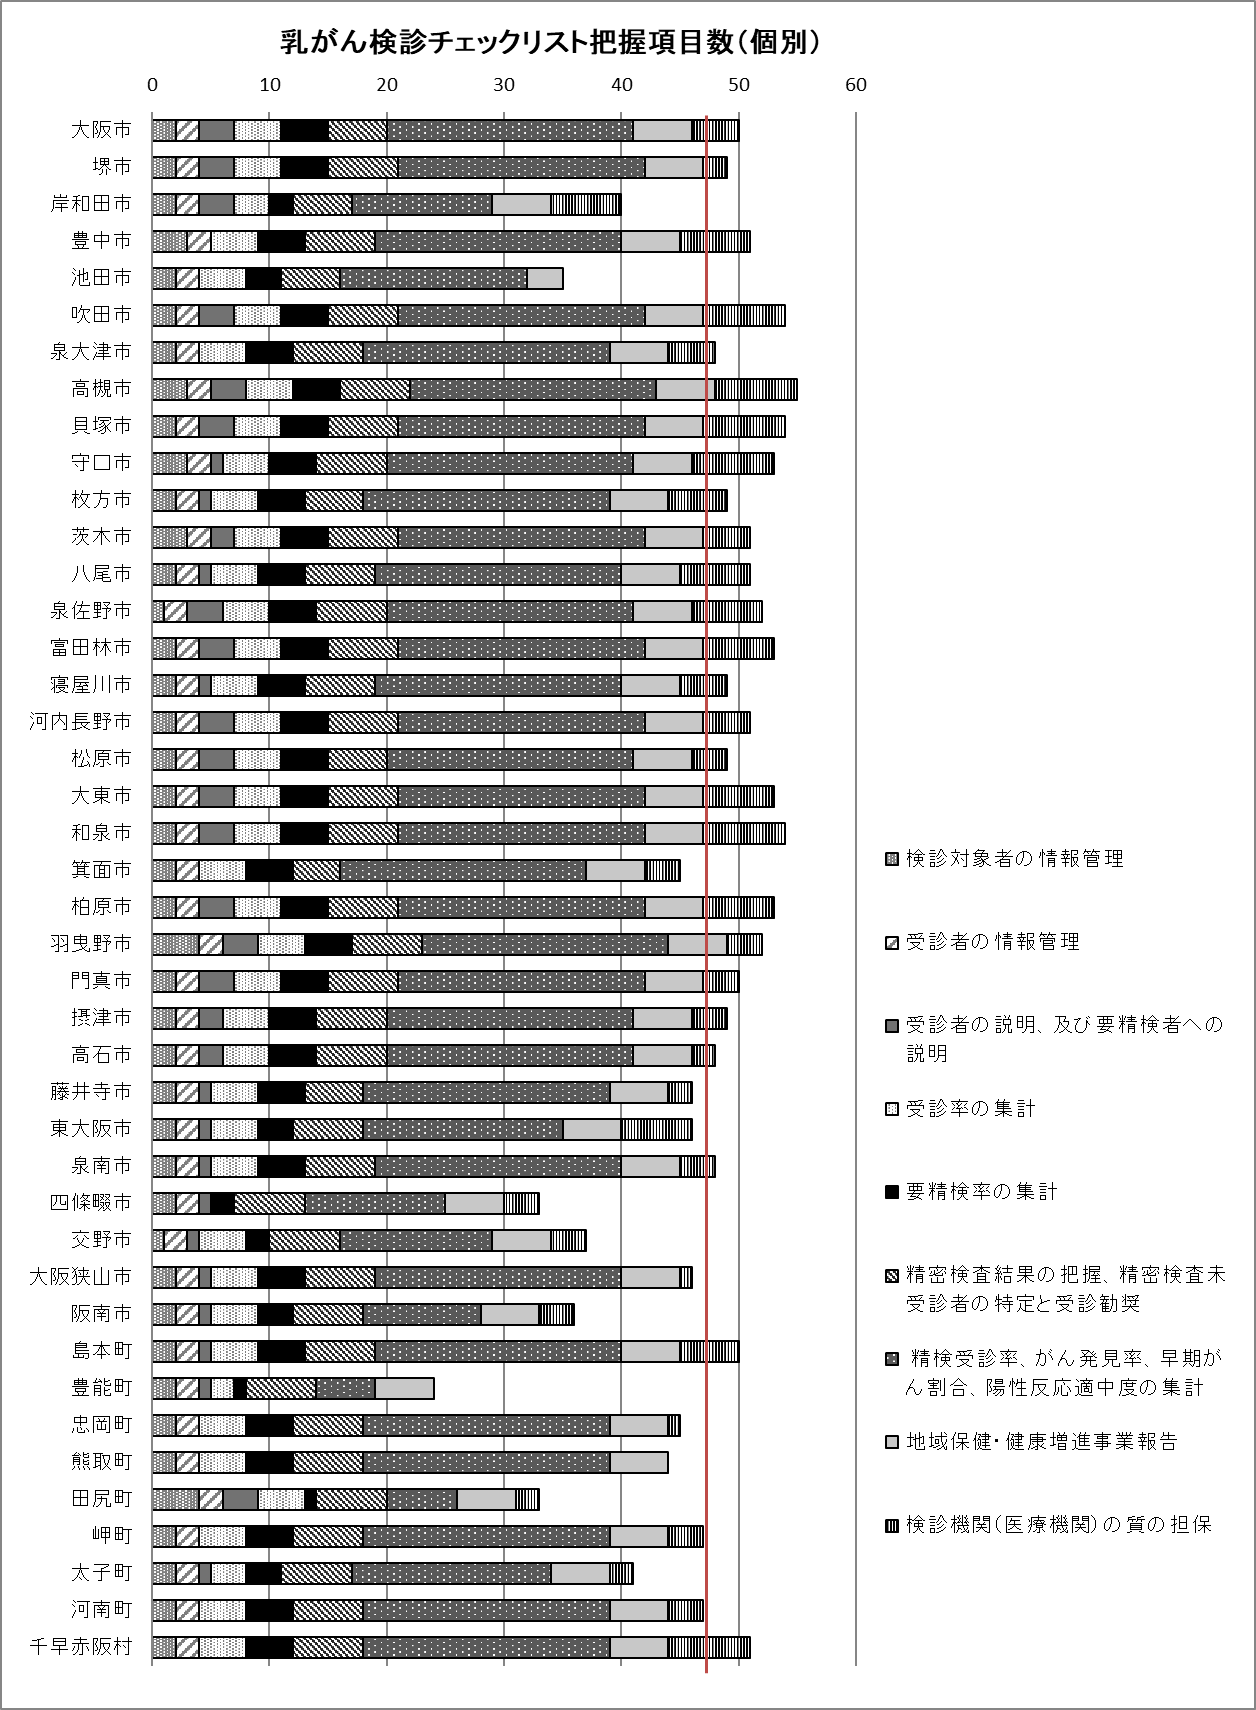 乳がん検診チェックリスト把握項目数(個別)
0 10 20 30 40 50 60
大阪市
堺市
岸和田市
豊中市
池田市
吹田市
泉大津市
高槻市
貝塚市
守口市
枚方市
茨木市
八尾市
泉佐野市
富田林市
寝屋川市
河内長野市
松原市
大東市
和泉市
箕面市
柏原市
羽曳野市
門真市
摂津市
高石市
藤井寺市
東大阪市
泉南市
四條畷市
交野市
大阪狭山市
阪南市
島本町
豊能町
忠岡町
熊取町
田尻町
岬町
太子町
河南町
千早赤阪村
検診対象者の情報管理
受診者の情報管理
受診者の説明、及び要精検者への
説明
受診率の集計
要精検率の集計
精密検査結果の把握、精密検査未
受診者の特定と受診勧奨
精検受診率、がん発見率、早期が
ん割合、陽性反応適中度の集計
地域保健・健康増進事業報告
検診機関(医療機関)の質の担保